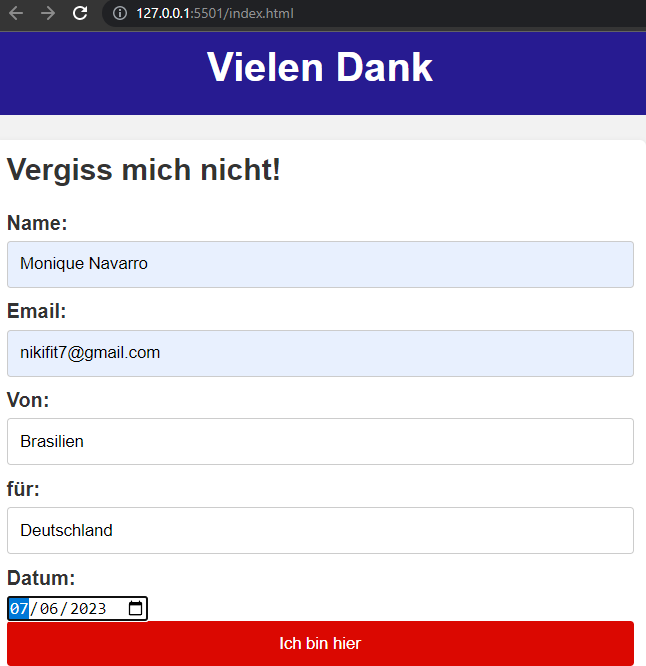 127.0.0.1:5501/index.html
Vielen Dank
Vergiss mich nicht!
Name:
Monique Navarro
Email:
nikifit7@gmail.com
Von:
Brasilien
für:
Deutschland
Datum:
07/06/2023
Ich bin hier